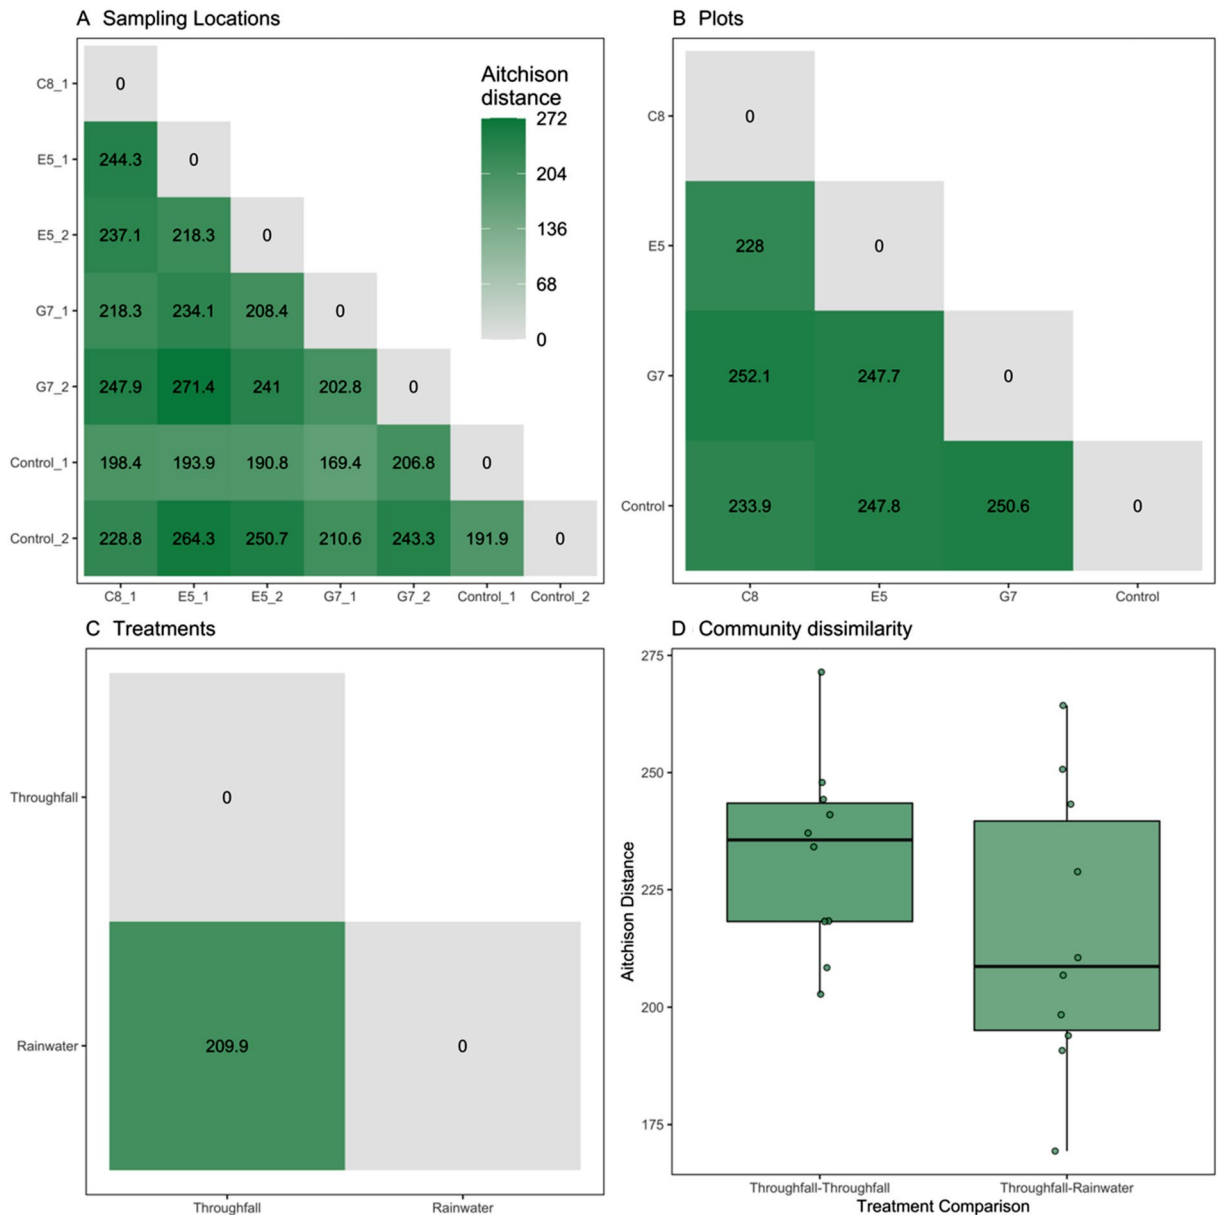 A Sampling Locations
C8_1
0
Aitchison
distance
272
204
136
68
0
E5_1
244.3 0
E5_2
237.1 218.3 0
G7_1
218.3 234.1 208.4 0
G7_2
247.9 271.4 241 202.8 0
Control_1
198.4 193.9 190.8 169.4 206.8 0
Control_2
228.8 264.3 250.7 210.6 243.3 191.9 0
C8_1 E5_1 E5_2 G7_1 G7_2 Control_1 Control_2
B Plots
C8
0
E5
228 0
G7
252.1 247.7 0
Control
233.9 247.8 250.6 0
C8 E5 G7 Control
C Treatments
Throughfall
0
Rainwater
209.9 0
Throughfall Rainwater
D Community dissimilarity
275
250
225
200
175
Aitchison Distance
Throughfall-Throughfall Throughfall-Rainwater
Treatment Comparison